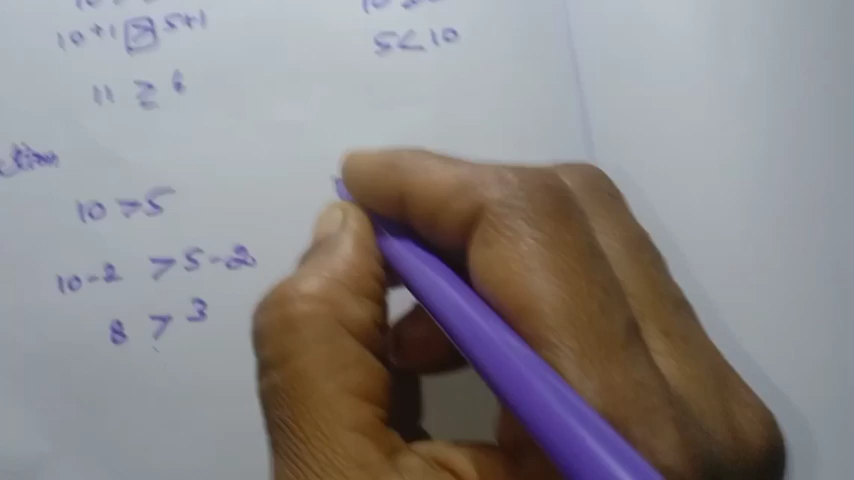 10+1 > 5+1
11 ≥ 6
5<10
10>5
10-2 > 5-2
8 > 3